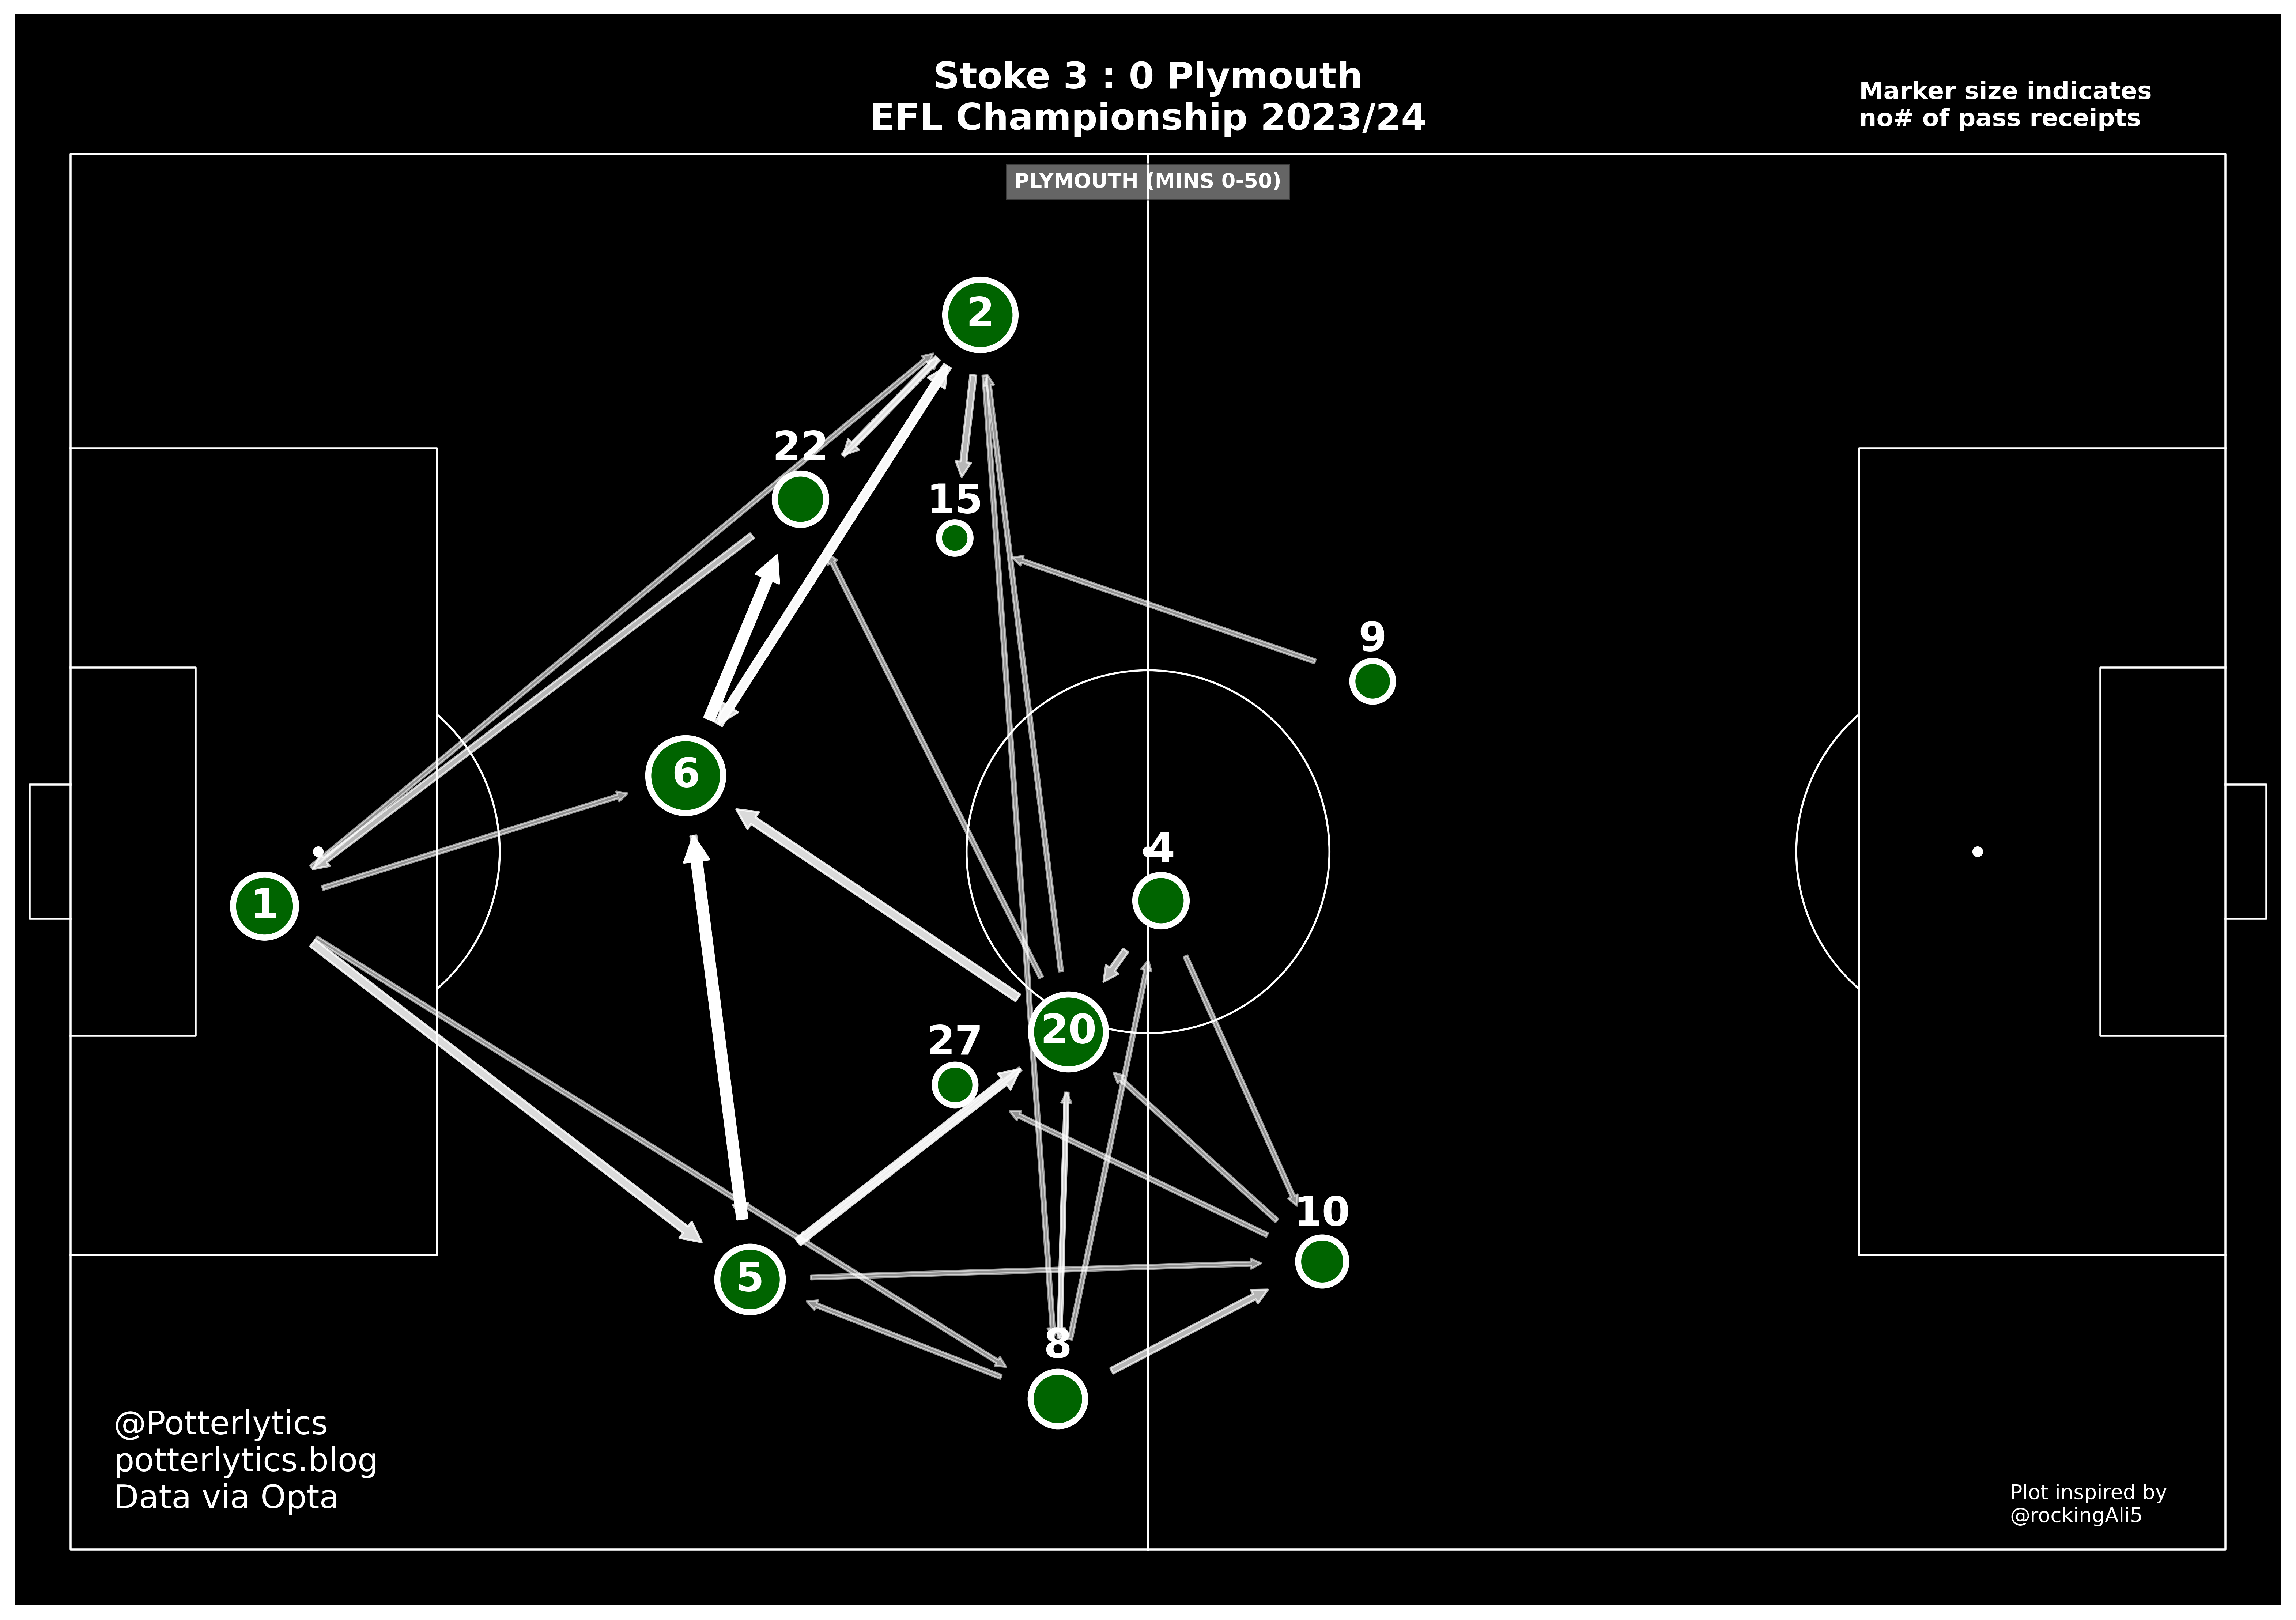 Stoke 3 : 0 Plymouth
EFL Championship 2023/24
Marker size indicates
no# of pass receipts
PLYMOUTH (MINS 0-50)
2
22
15
9
6
4
1
20
27
10
5
8
@Potterlytics
potterlytics.blog
Data via Opta
Plot inspired by
@rockingAli5